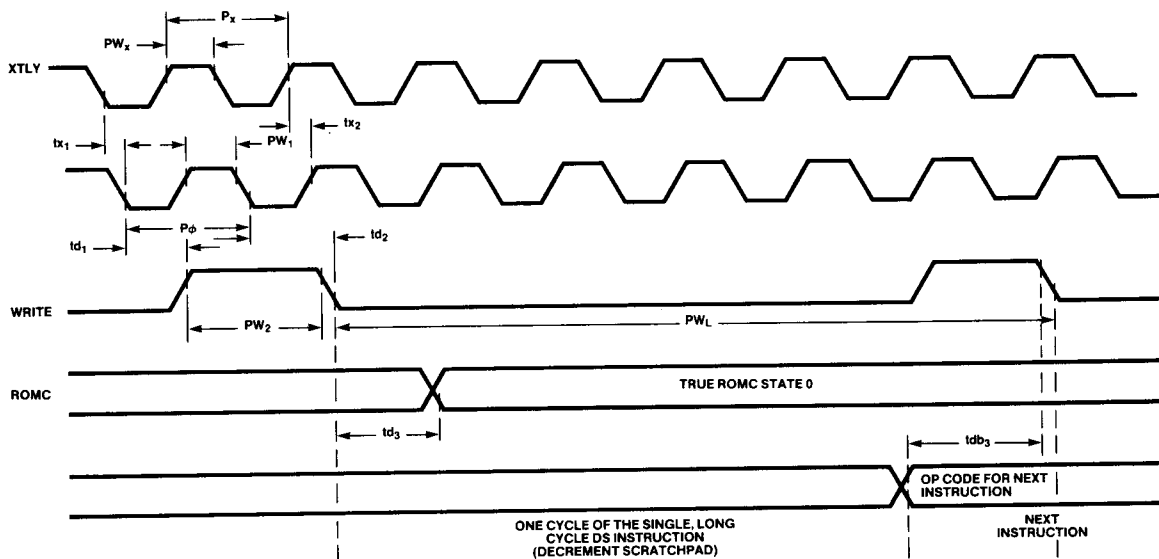 Px
PWx
XTLY
tx1
PW1
tx2
Pφ
td1
td2
WRITE
PW2
PWL
TRUE ROMC STATE 0
ROMC
td3
tdb3
OP CODE FOR NEXT
INSTRUCTION
ONE CYCLE OF THE SINGLE, LONG
CYCLE DS INSTRUCTION
(DECREMENT SCRATCHPAD)
NEXT
INSTRUCTION